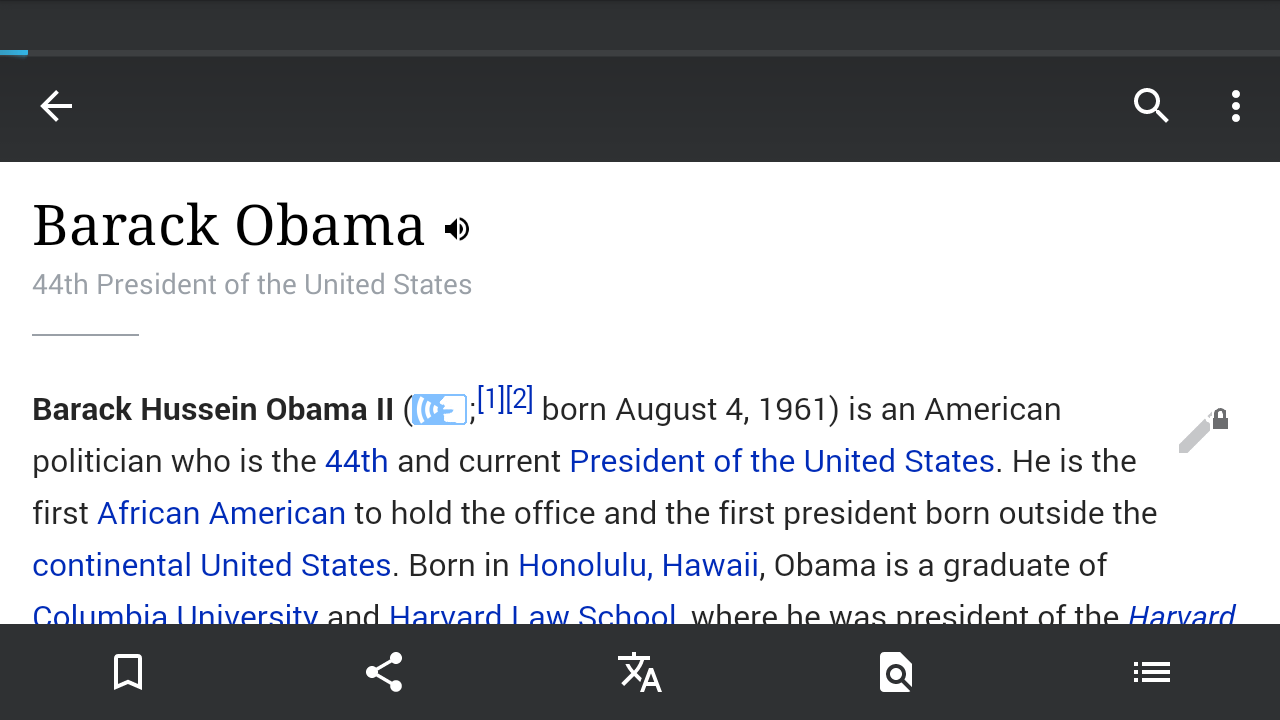 Barack Obama
44th President of the United States
Barack Hussein Obama II (;[1][2] born August 4, 1961) is an American
politician who is the 44th and current President of the United States. He is the
first African American to hold the office and the first president born outside the
continental United States. Born in Honolulu, Hawaii, Obama is a graduate of
Columbia University and Harvard Law School, where he was president of the Harvard